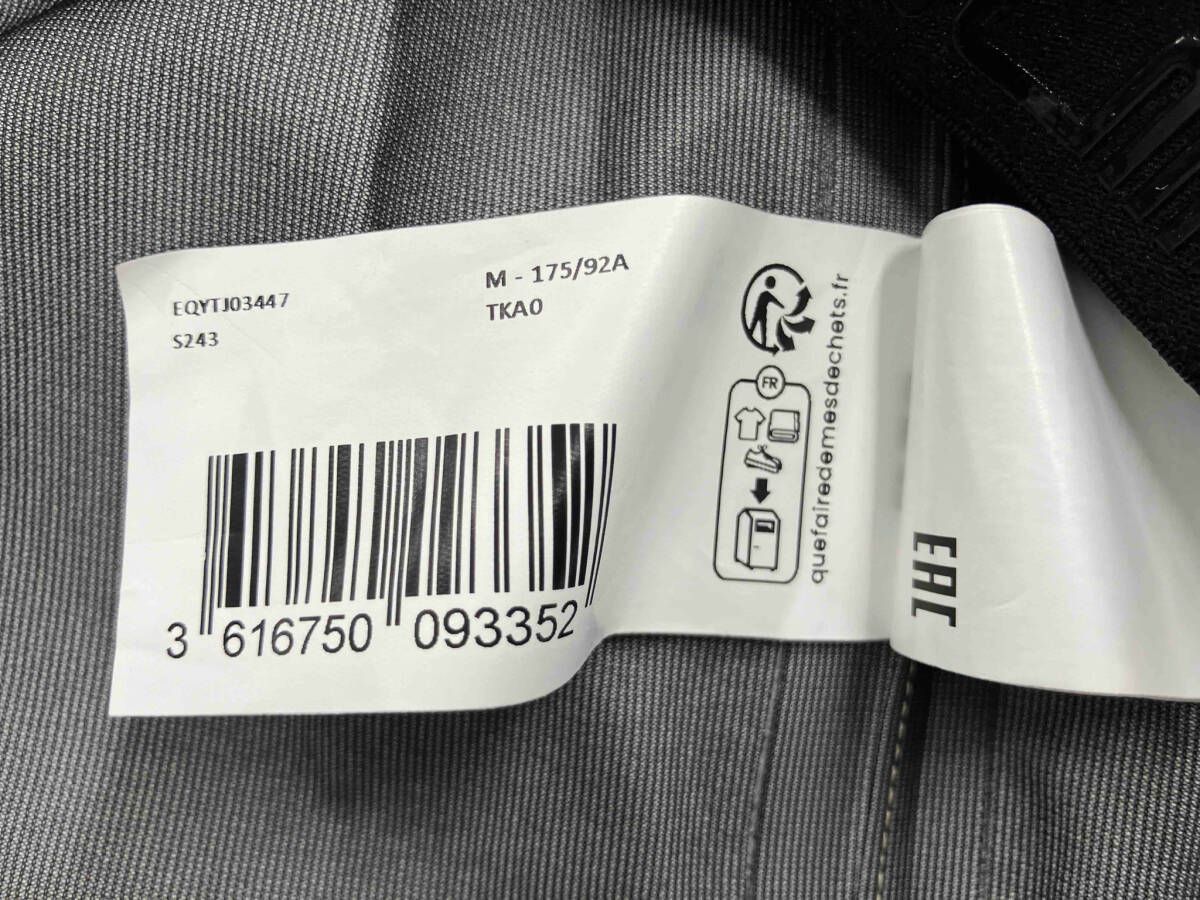 EQYTJ03447
S243
M - 175/92A
TKA0
3 616750 093352
FR
quefairedemesdechets.fr
EAC